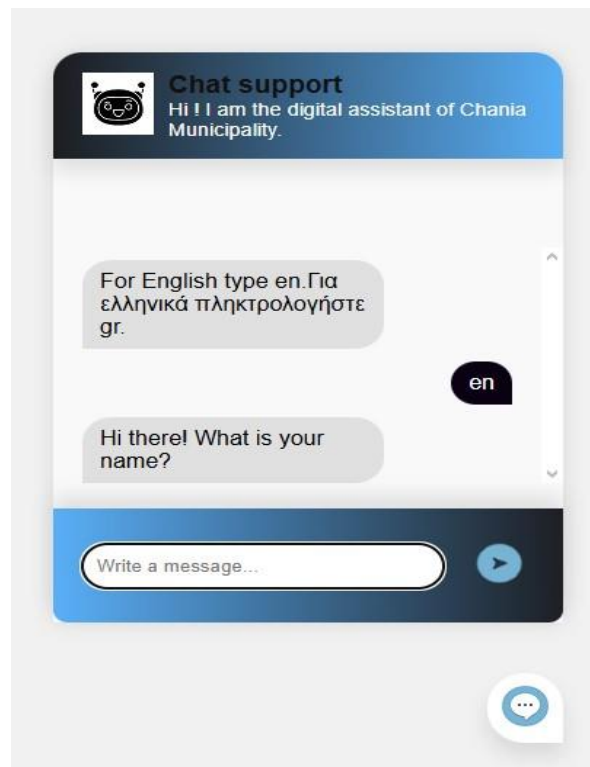 Chat support
Hi ! I am the digital assistant of Chania
Municipality.
For English type en.Για
ελληνικά πληκτρολογήστε
gr.
en
Hi there! What is your
name?
Write a message...